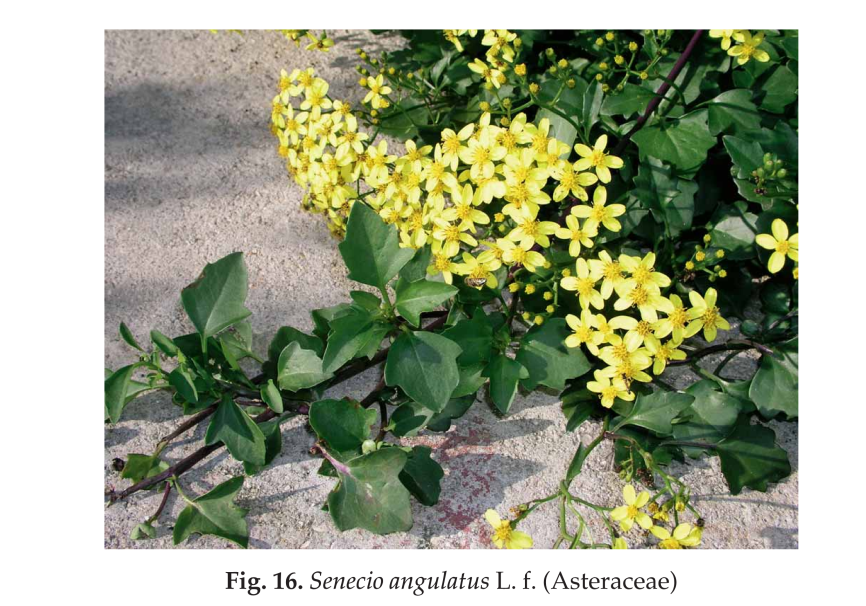 Fig. 16. Senecio angulatus L. f. (Asteraceae)